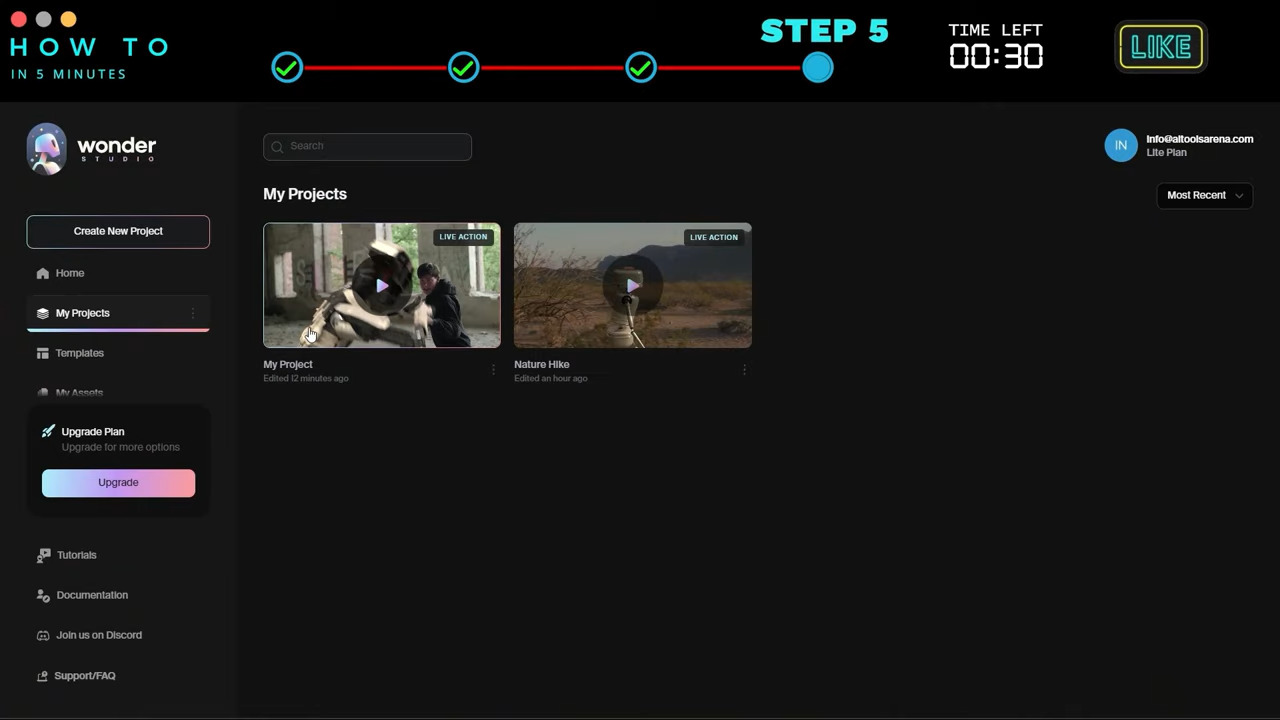 HOW TO
IN 5 MINUTES
STEP 5
TIME LEFT
00:30
LIKE
wonder
STUDIO
Search
IN
Info@aitoolsarena.com
Lite Plan
My Projects
Most Recent
Create New Project
Home
My Projects
Templates
My Assets
LIVE ACTION
LIVE ACTION
My Project
Edited 12 minutes ago
Nature Hike
Edited an hour ago
Upgrade Plan
Upgrade for more options
Upgrade
Tutorials
Documentation
Join us on Discord
Support/FAQ